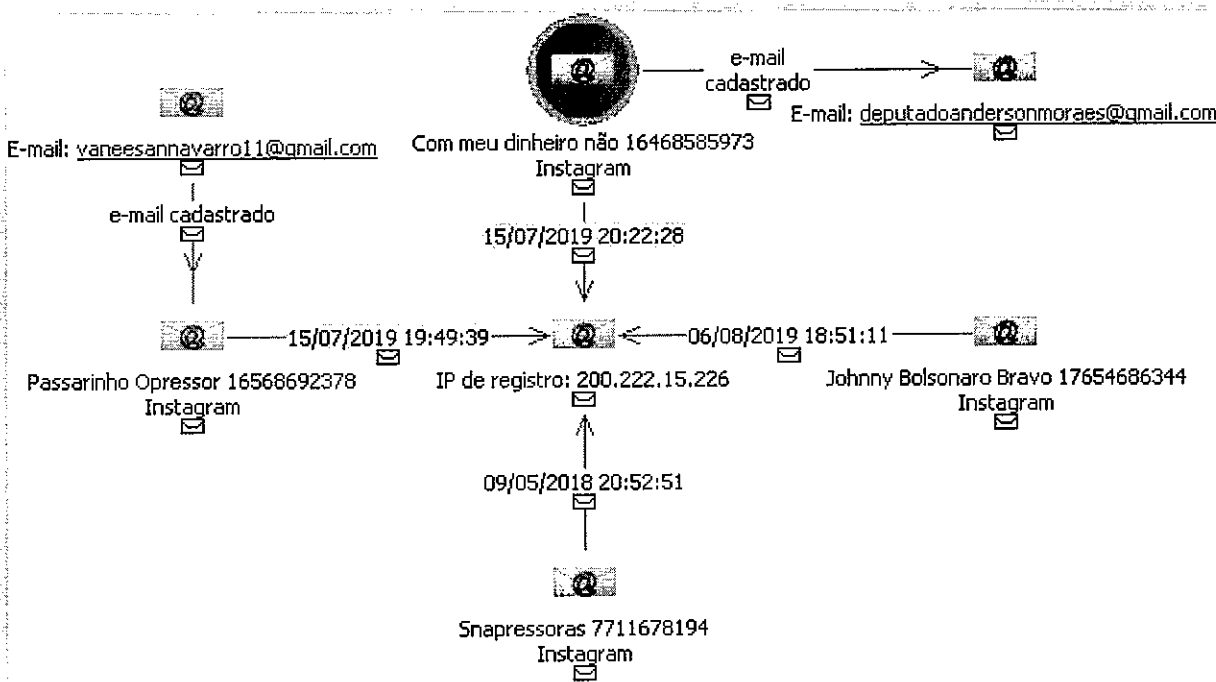 e-mail
cadastrado
E-mail: deputadoandersonmoraes@gmail.com
E-mail: vaneesannavarro11@gmail.com
Com meu dinheiro não 16468585973
Instagram
e-mail cadastrado
15/07/2019 20:22:28
15/07/2019 19:49:39
06/08/2019 18:51:11
Passarinho Opressor 16568692378
Instagram
IP de registro: 200.222.15.226
Johnny Bolsonaro Bravo 17654686344
Instagram
09/05/2018 20:52:51
Snapressoras 7711678194
Instagram